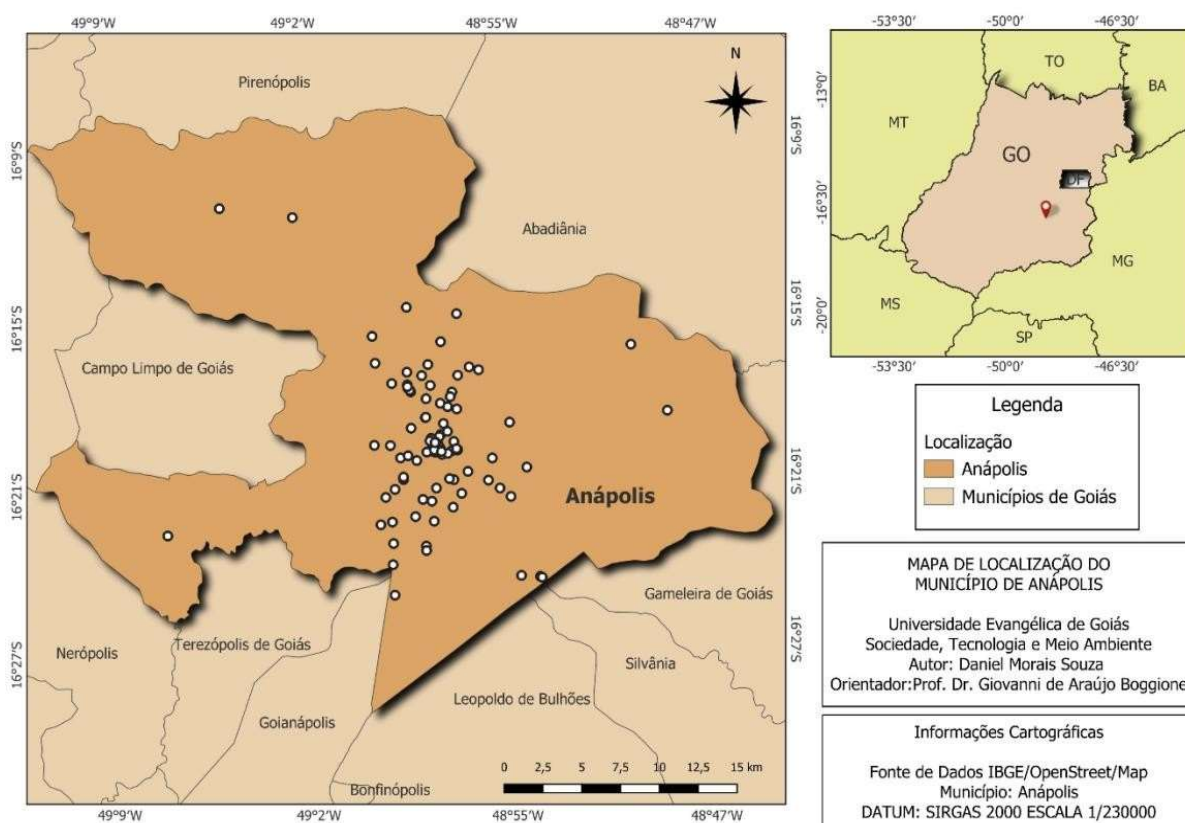 49°9'W 49°2'W 48°55'W 48°47'W
N
Pirenópolis
16°9'S 16°9'S
Abadiânia
16°15'S 16°15'S
Campo Limpo de Goiás
16°21'S 16°21'S
Anápolis
Gameleira de Goiás
Terezópolis de Goiás
Nerópolis
16°27'S 16°27'S
Silvânia
Leopoldo de Bulhões
Goianápolis
0 2,5 5 7,5 10 12,5 15 km
Bonfinópolis
49°9'W 49°2'W 48°55'W 48°47'W
-53°30' -50°0' -46°30'
TO
-13°0' -13°0'
BA
MT
GO
DF
-16°30' -16°30'
MG
MS
-20°0' -20°0'
SP
-53°30' -50°0' -46°30'
Legenda
Localização
Anápolis
Municípios de Goiás
MAPA DE LOCALIZAÇÃO DO
MUNICÍPIO DE ANÁPOLIS
Universidade Evangélica de Goiás
Sociedade, Tecnologia e Meio Ambiente
Autor: Daniel Morais Souza
Orientador:Prof. Dr. Giovanni de Araújo Boggione
Informações Cartográficas
Fonte de Dados IBGE/OpenStreet/Map
Município: Anápolis
DATUM: SIRGAS 2000 ESCALA 1/230000